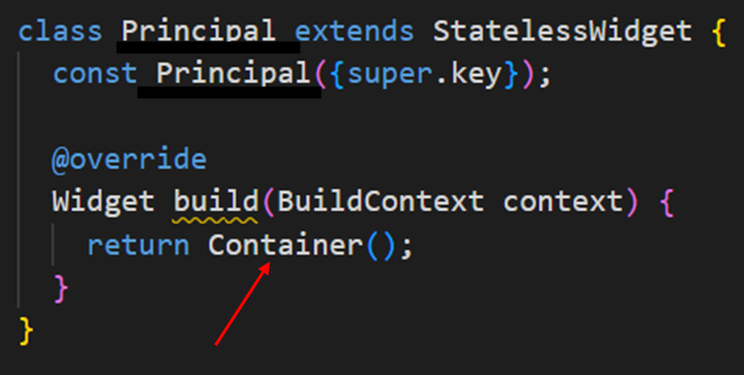 class Principal extends StatelessWidget {
const Principal({super.key});
@override
Widget build(BuildContext context) {
return Container();
}
}